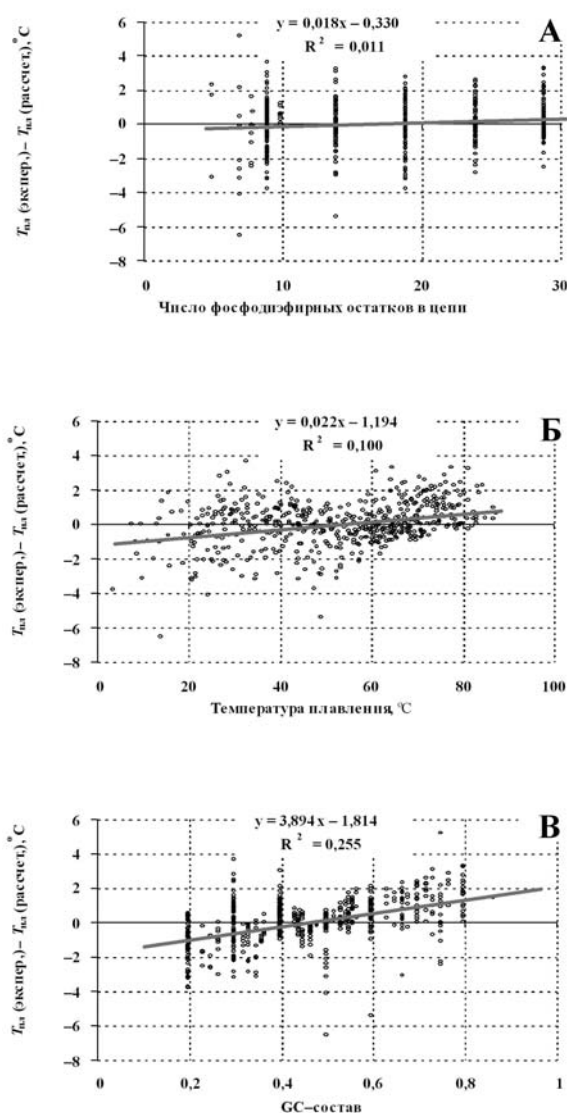 y = 0,018x – 0,330
А
R² = 0,011
Tпл (экспер.) – Tпл (рассчет,),°С
6
4
2
0
–2
–4
–6
–8
0
10
20
30
Число фосфодиэфирных остатков в цепи
y = 0,022x – 1,194
Б
R² = 0,100
Tпл (экспер.) – Tпл (рассчет,),°С
6
4
2
0
–2
–4
–6
–8
0
20
40
60
80
100
Температура плавления, °С
y = 3,894x – 1,814
В
R² = 0,255
Tпл (экспер.) – Tпл (рассчет,),°С
6
4
2
0
–2
–4
–6
–8
0
0,2
0,4
0,6
0,8
1
GC–состав